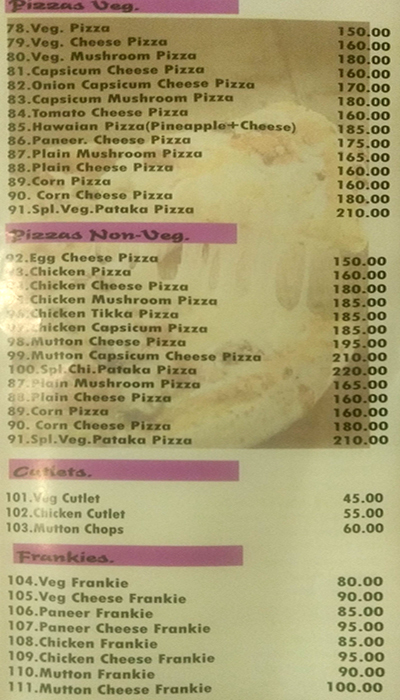 Pizzas Veg.
78.Veg. Pizza 150.00
79.Veg. Cheese Pizza 160.00
80.Veg. Mushroom Pizza 180.00
81.Capsicum Cheese Pizza 160.00
82.Onion Capsicum Cheese Pizza 170.00
83.Capsicum Mushroom Pizza 180.00
84.Tomato Cheese Pizza 160.00
85.Hawaian Pizza(Pineapple+Cheese) 185.00
86.Paneer. Cheese Pizza 175.00
87.Plain Mushroom Pizza 165.00
88.Plain Cheese Pizza 160.00
89.Corn Pizza 160.00
90. Corn Cheese Pizza 180.00
91.Spl.Veg.Pataka Pizza 210.00
Pizzas Non-Veg.
92.Egg Cheese Pizza 150.00
93.Chicken Pizza 160.00
Chicken Cheese Pizza 180.00
Chicken Mushroom Pizza 185.00
Chicken Tikka Pizza 185.00
Chicken Capsicum Pizza 185.00
98.Mutton Cheese Pizza 195.00
99.Mutton Capsicum Cheese Pizza 210.00
100.Spl.Chi.Pataka Pizza 220.00
87.Plain Mushroom Pizza 165.00
88.Plain Cheese Pizza 160.00
89.Corn Pizza 160.00
90. Corn Cheese Pizza 180.00
91.Spl.Veg.Pataka Pizza 210.00
Cutlets.
101.Veg Cutlet 45.00
102.Chicken Cutlet 55.00
103.Mutton Chops 60.00
Frankies.
104.Veg Frankie 80.00
105.Veg Cheese Frankie 90.00
106.Paneer Frankie 85.00
107.Paneer Cheese Frankie 95.00
108.Chicken Frankie 85.00
109.Chicken Cheese Frankie 95.00
110.Mutton Frankie 90.00
111.Mutton Cheese Frankie 100.00